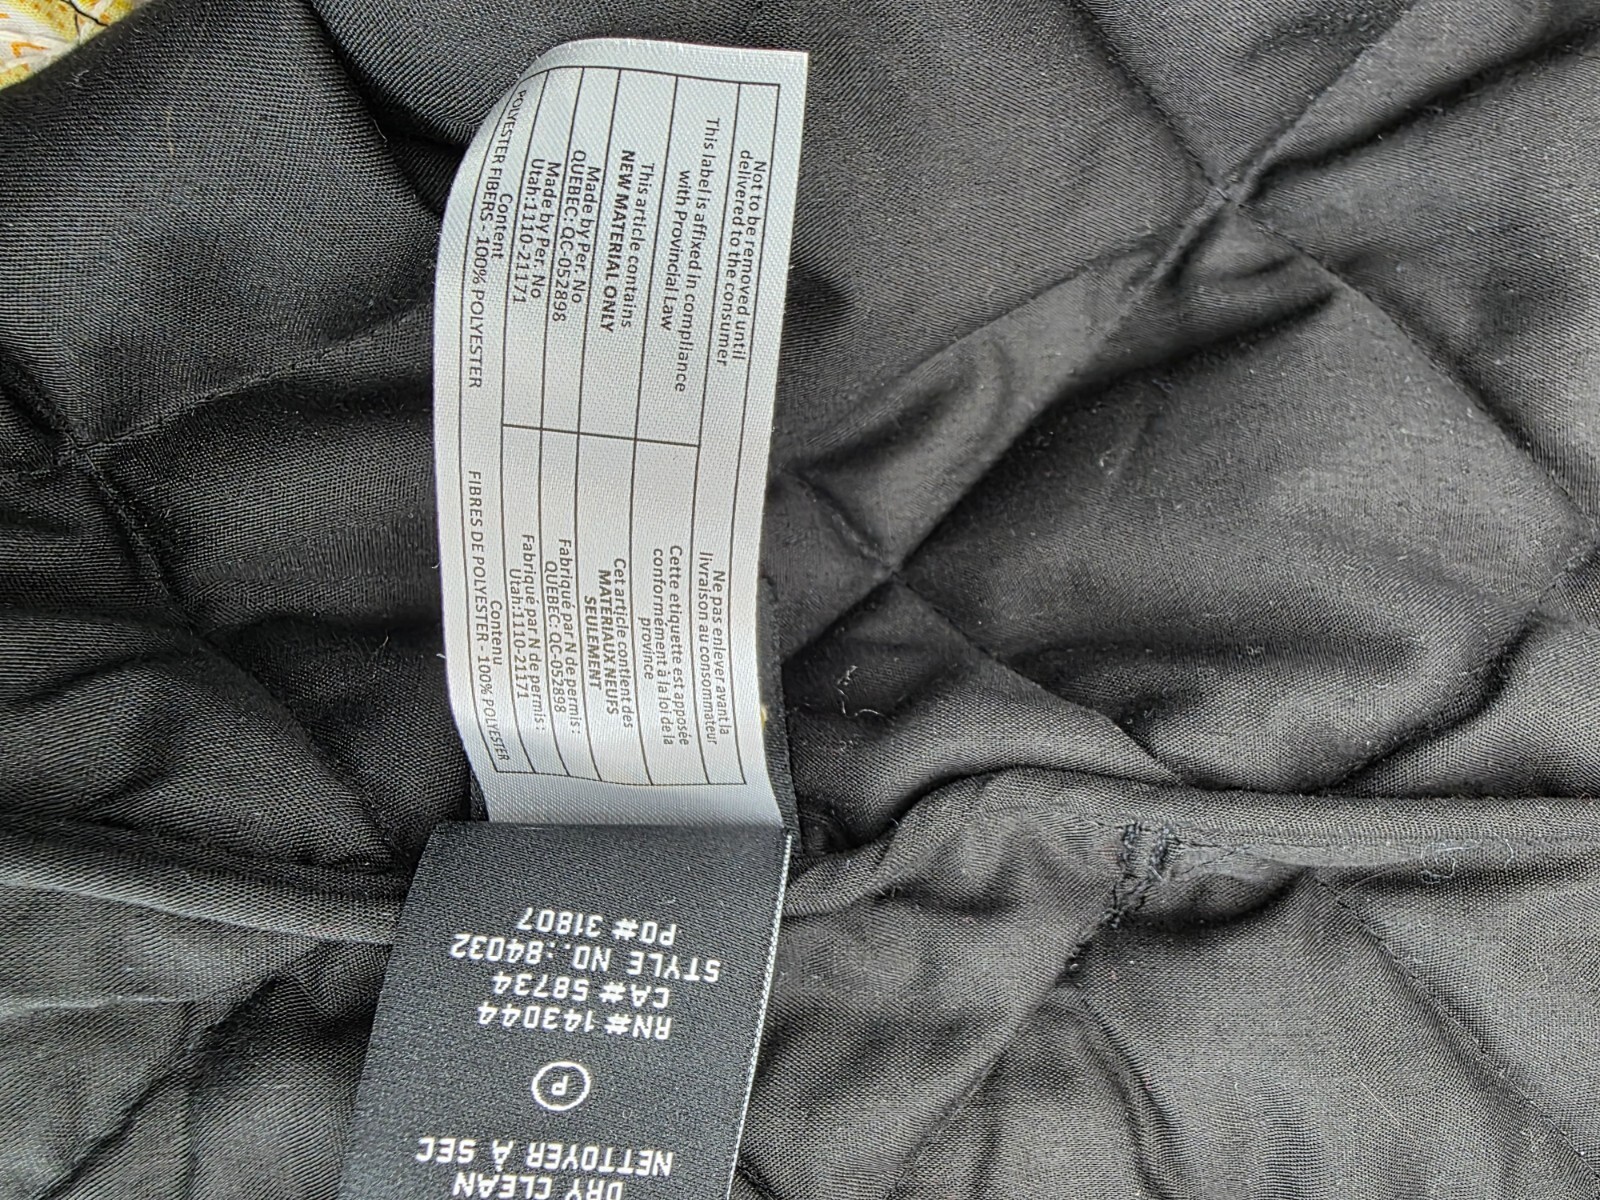 Not to be removed until
delivered to the consumer
This label is affixed in compliance
with Provincial Law
This article contains
NEW MATERIAL ONLY
Made by Per. No
QUEBEC:QC-052898
Made by Per. No
Utah:1110-21171
Content
POLYESTER FIBERS - 100% POLYESTER
Ne pas enlever avant la
livraison au consommateur
Cette etiquette est apposée
conformément à la loi de la
province
Cet article contient des
MATERIAUX NEUFS
SEULEMENT
Fabriqué par N de permis :
QUEBEC: QC-052898
Fabriqué par N de permis :
Utah:1110-21171
Contenu
FIBRES DE POLYESTER - 100% POLYESTER
DRY CLEAN
NETTOYER À SEC
P
RN# 143044
CA# 58734
STYLE NO.:84032
PO# 31807